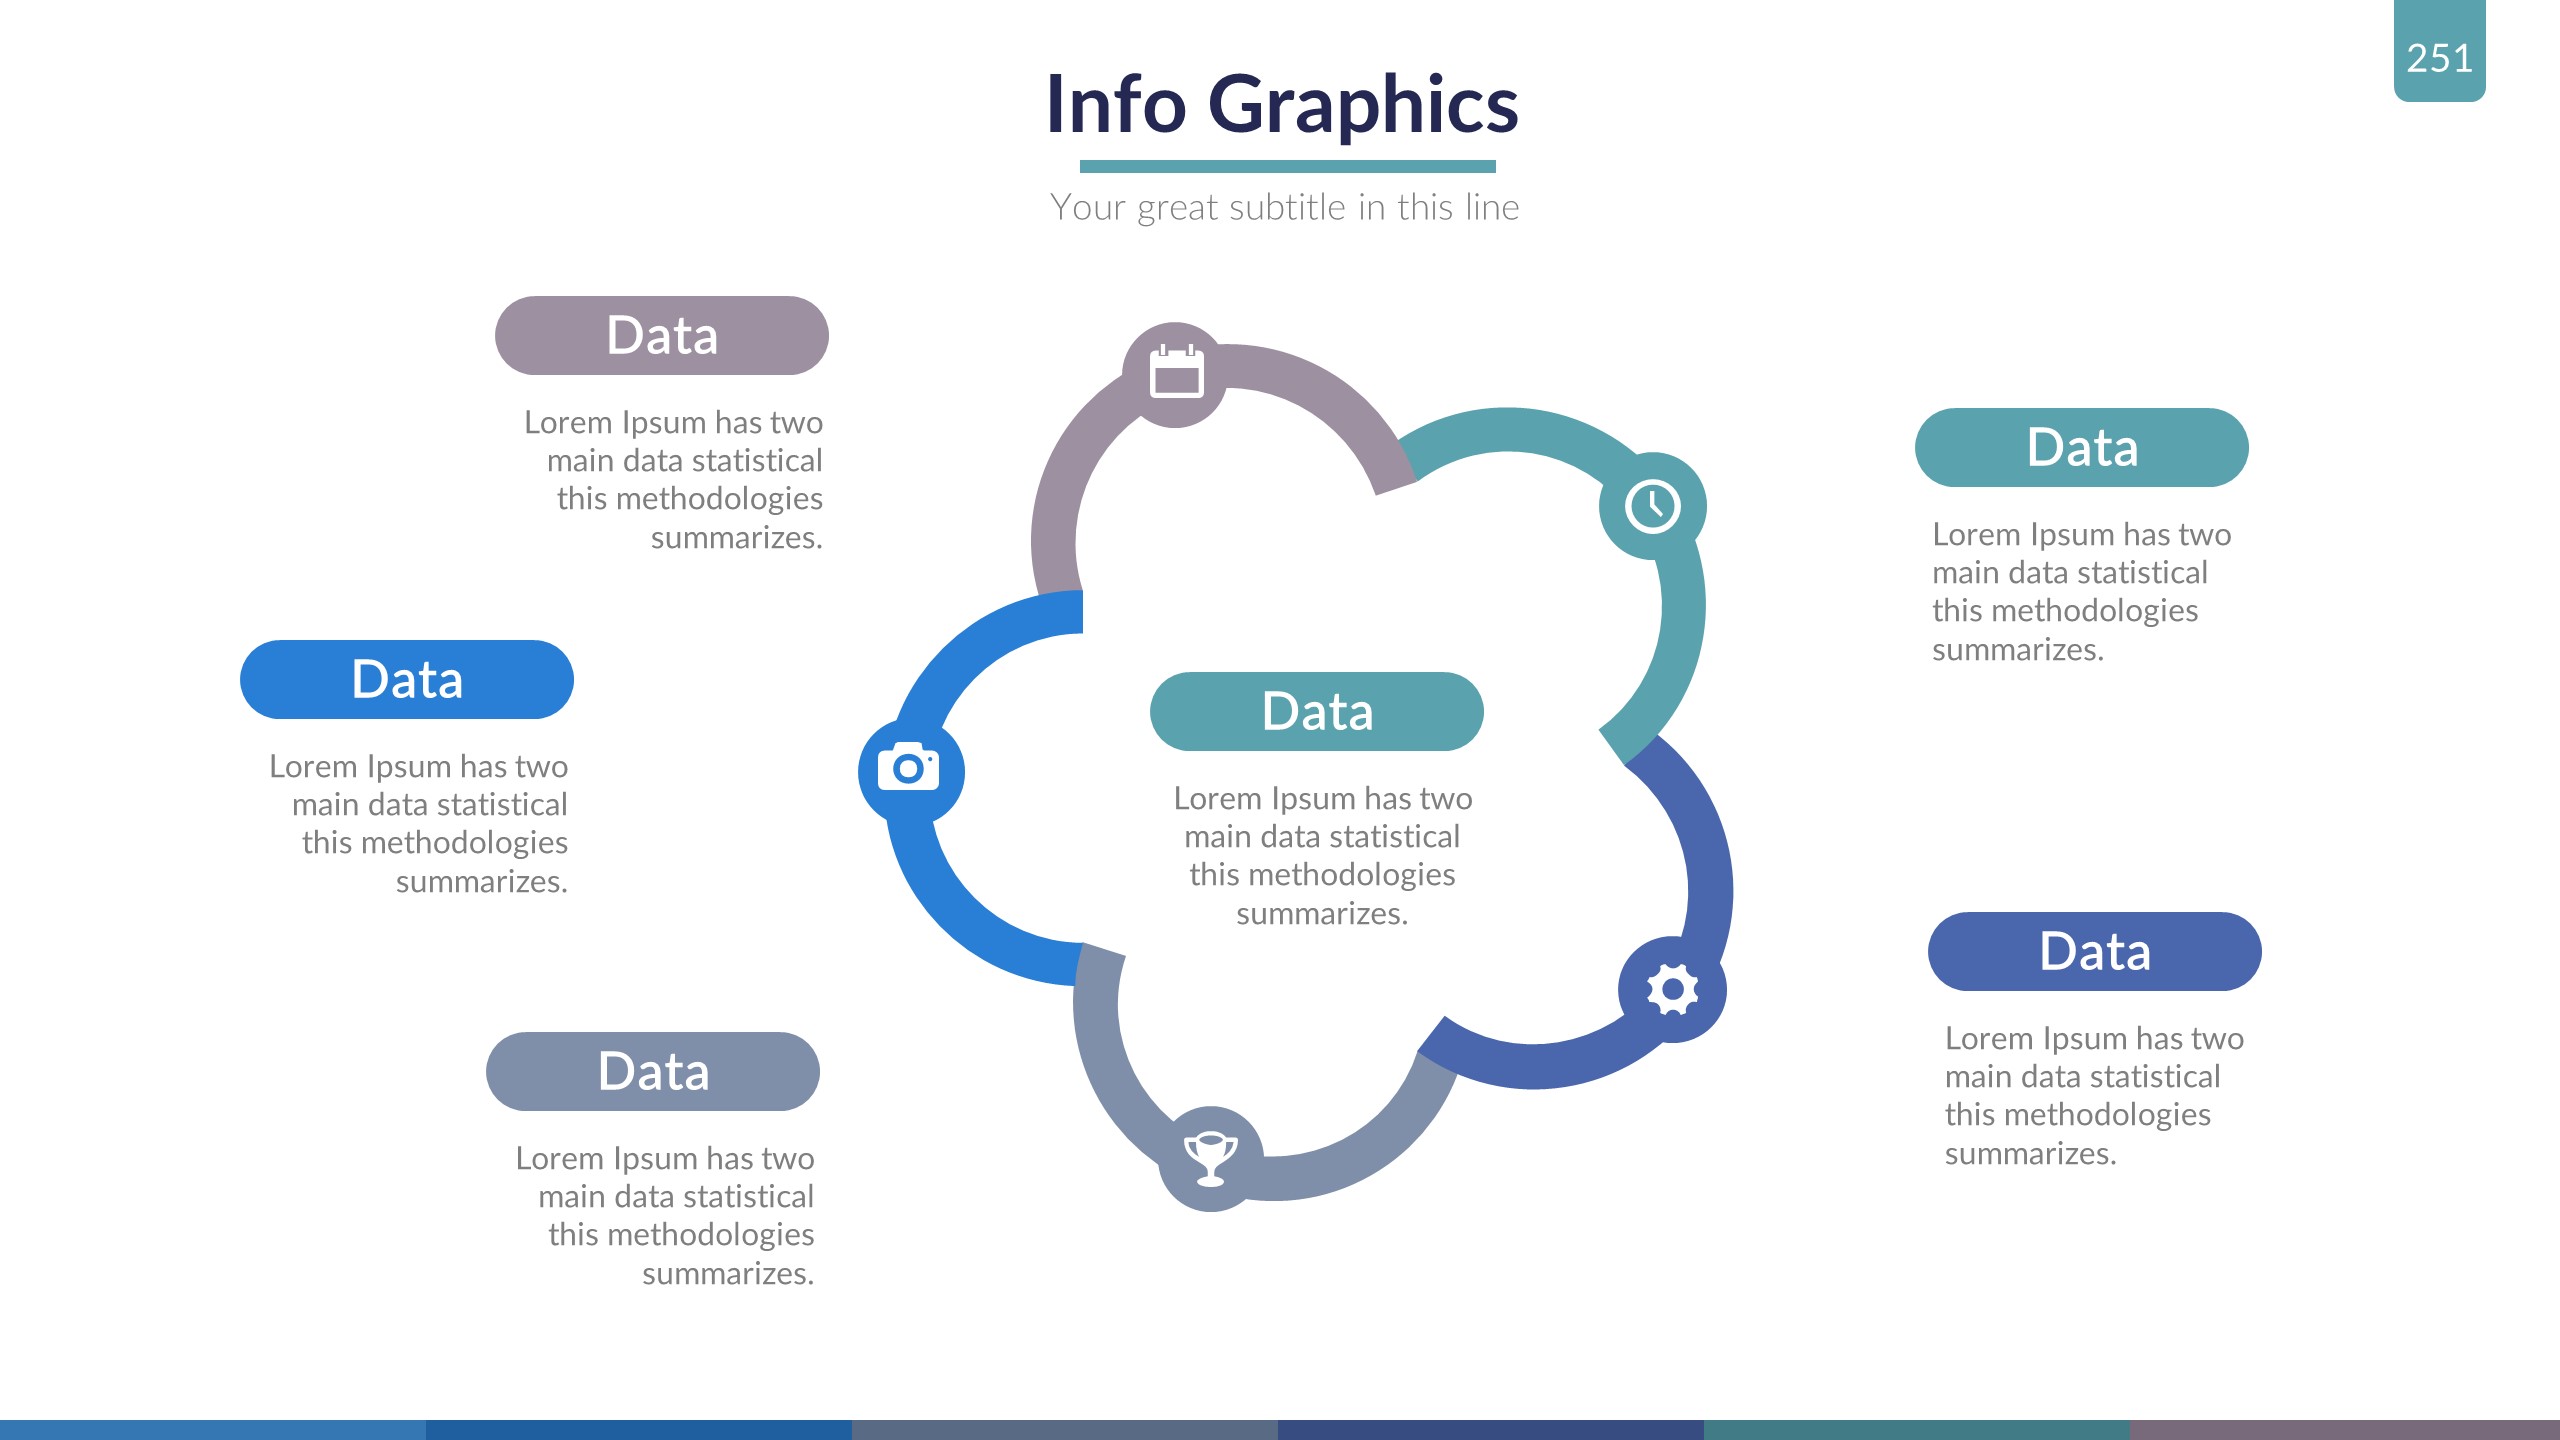 251
Info Graphics
Your great subtitle in this line
Data
Lorem Ipsum has two
main data statistical
this methodologies
summarizes.
Data
Lorem Ipsum has two
main data statistical
this methodologies
summarizes.
Data
Lorem Ipsum has two
main data statistical
this methodologies
summarizes.
Data
Lorem Ipsum has two
main data statistical
this methodologies
summarizes.
Data
Lorem Ipsum has two
main data statistical
this methodologies
summarizes.
Data
Lorem Ipsum has two
main data statistical
this methodologies
summarizes.